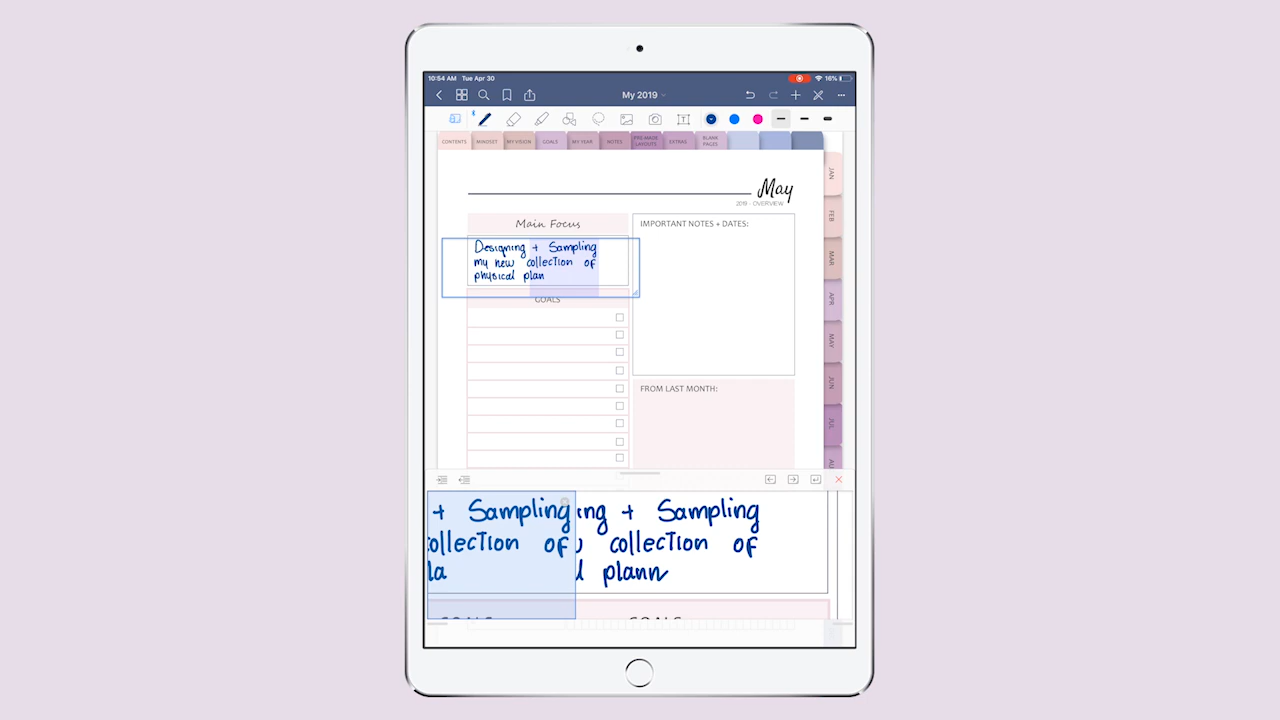 10:54 AM Tue Apr 30
16%
My 2019
CONTENTS MINDSET MY VISION GOALS MY YEAR NOTES PRE-MADE LAYOUTS EXTRAS BLANK PAGES
May
2019 - OVERVIEW
Main Focus
Designing + Sampling
my new collection of
physical plan
GOALS
IMPORTANT NOTES + DATES:
FROM LAST MONTH:
JAN
FEB
MAR
APR
MAY
JUN
JUL
AU
+ Sampling
ollection of
la
ing + Sampling
collection of
plann